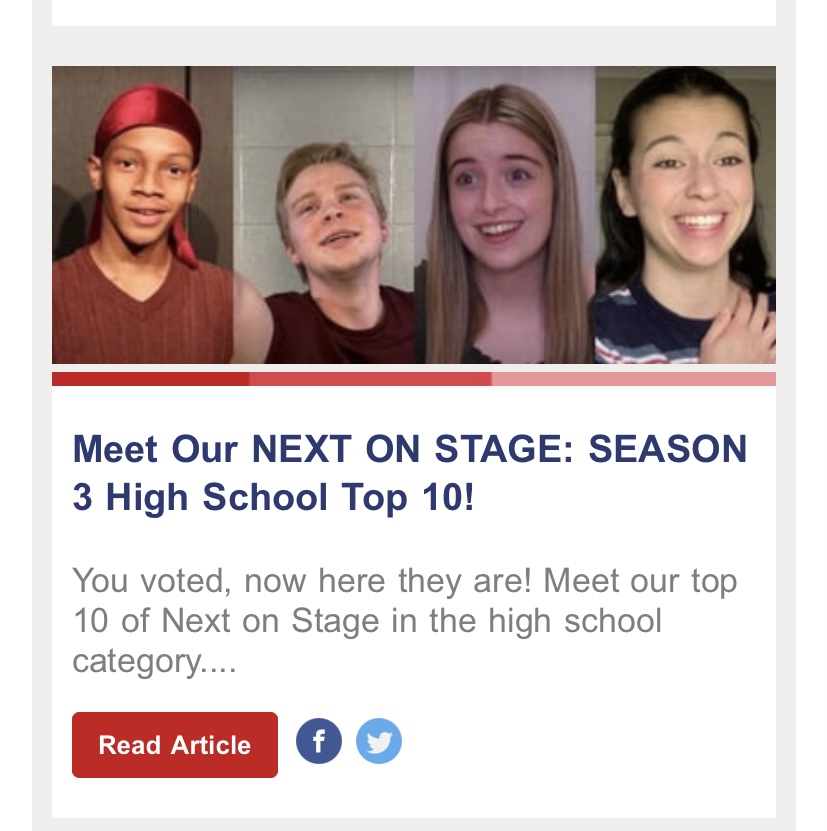 Meet Our NEXT ON STAGE: SEASON
3 High School Top 10!
You voted, now here they are! Meet our top
10 of Next on Stage in the high school
category....
Read Article